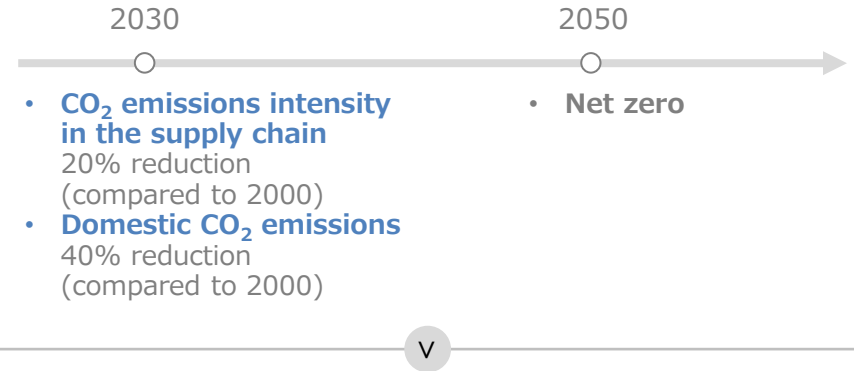 2030
2050
• CO₂ emissions intensity
in the supply chain
20% reduction
(compared to 2000)
• Domestic CO₂ emissions
40% reduction
(compared to 2000)
• Net zero
V